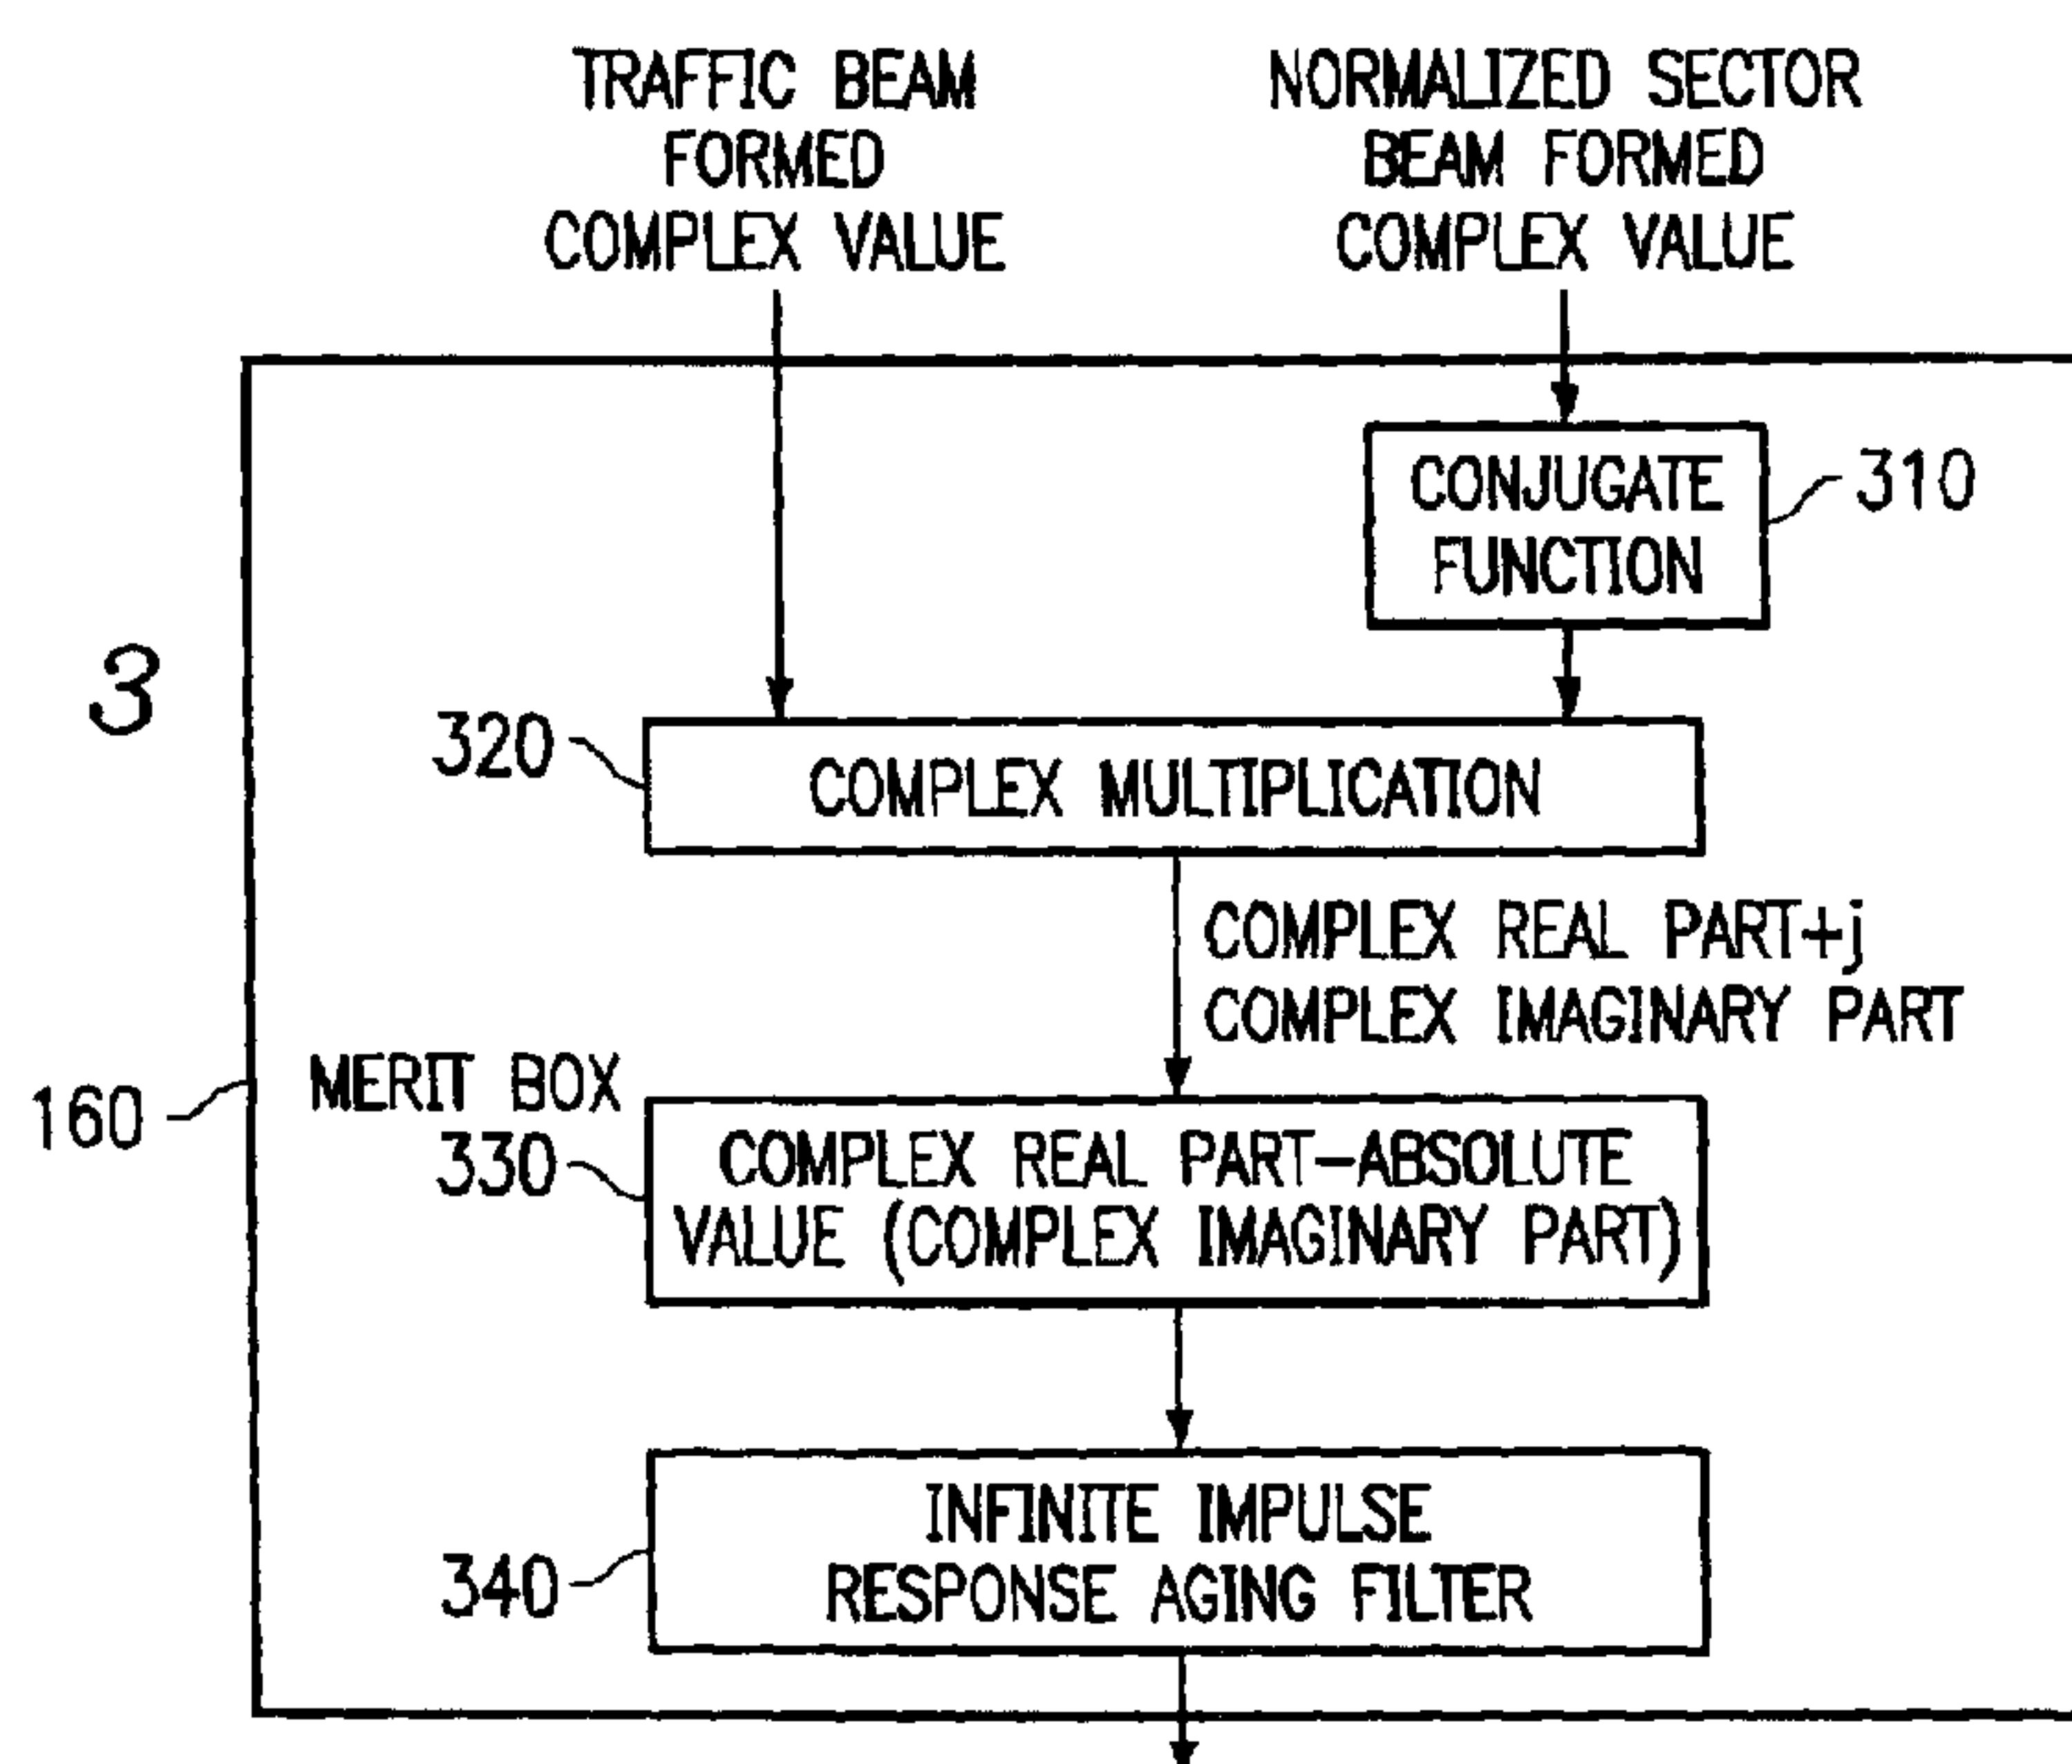 TRAFFIC BEAM
FORMED
COMPLEX VALUE
NORMALIZED SECTOR
BEAM FORMED
COMPLEX VALUE
CONJUGATE
FUNCTION
310
3
320
COMPLEX MULTIPLICATION
COMPLEX REAL PART+j
COMPLEX IMAGINARY PART
160
MERIT BOX
330
COMPLEX REAL PART-ABSOLUTE
VALUE (COMPLEX IMAGINARY PART)
340
INFINITE IMPULSE
RESPONSE AGING FILTER